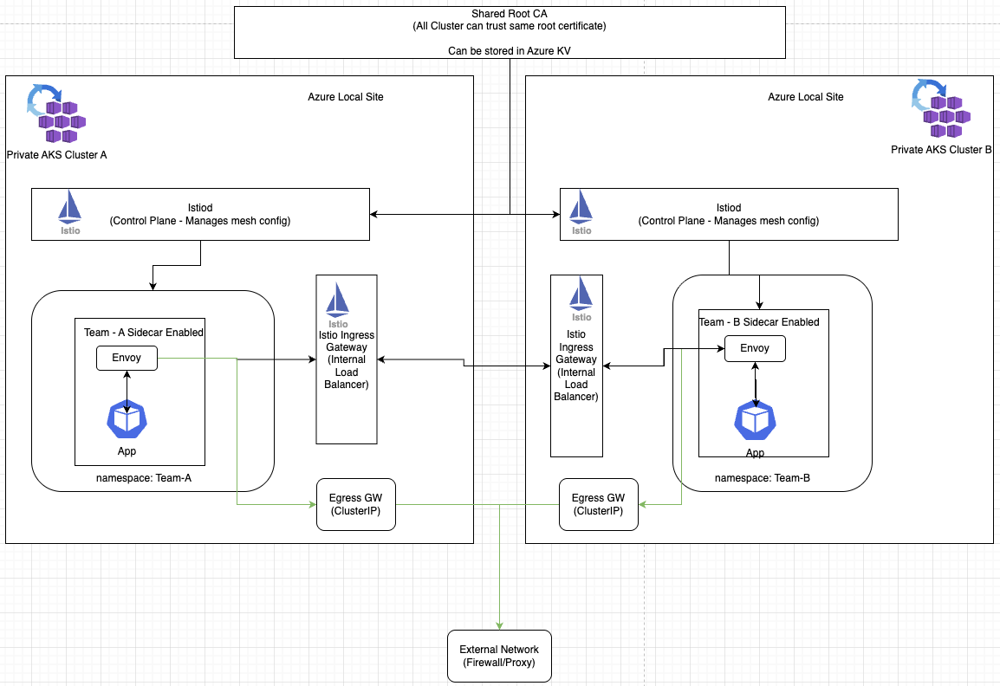 Shared Root CA
(All Cluster can trust same root certificate)
Can be stored in Azure KV
Azure Local Site
Private AKS Cluster A
Istio
Istiod
(Control Plane - Manages mesh config)
Team - A Sidecar Enabled
Envoy
App
namespace: Team-A
Istio
Istio Ingress
Gateway
(Internal
Load
Balancer)
Egress GW
(ClusterIP)
Azure Local Site
Private AKS Cluster B
Istio
Istiod
(Control Plane - Manages mesh config)
Istio
Istio
Ingress
Gateway
(Internal
Load
Balancer)
Team - B Sidecar Enabled
Envoy
App
namespace: Team-B
Egress GW
(ClusterIP)
External Network
(Firewall/Proxy)